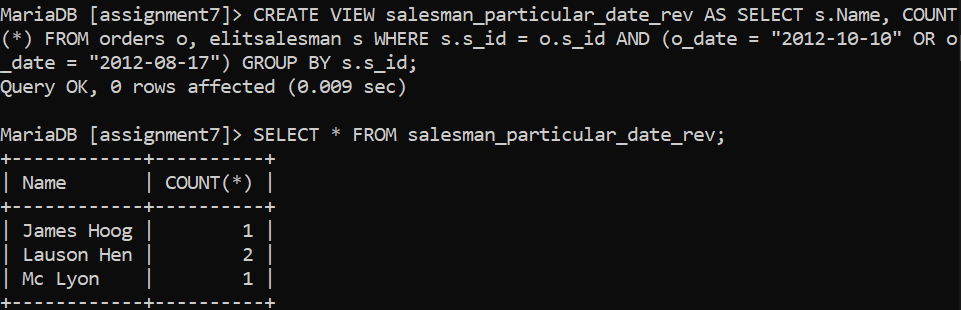 MariaDB [assignment7]> CREATE VIEW salesman_particular_date_rev AS SELECT s.Name, COUNT
(*) FROM orders o, elitsalesman s WHERE s.s_id = o.s_id AND (o_date = "2012-10-10" OR o
_date = "2012-08-17") GROUP BY s.s_id;
Query OK, 0 rows affected (0.009 sec)

MariaDB [assignment7]> SELECT * FROM salesman_particular_date_rev;
+------------+----------+
| Name       | COUNT(*) |
+------------+----------+
| James Hoog |        1 |
| Lauson Hen |        2 |
| Mc Lyon    |        1 |
+------------+----------+